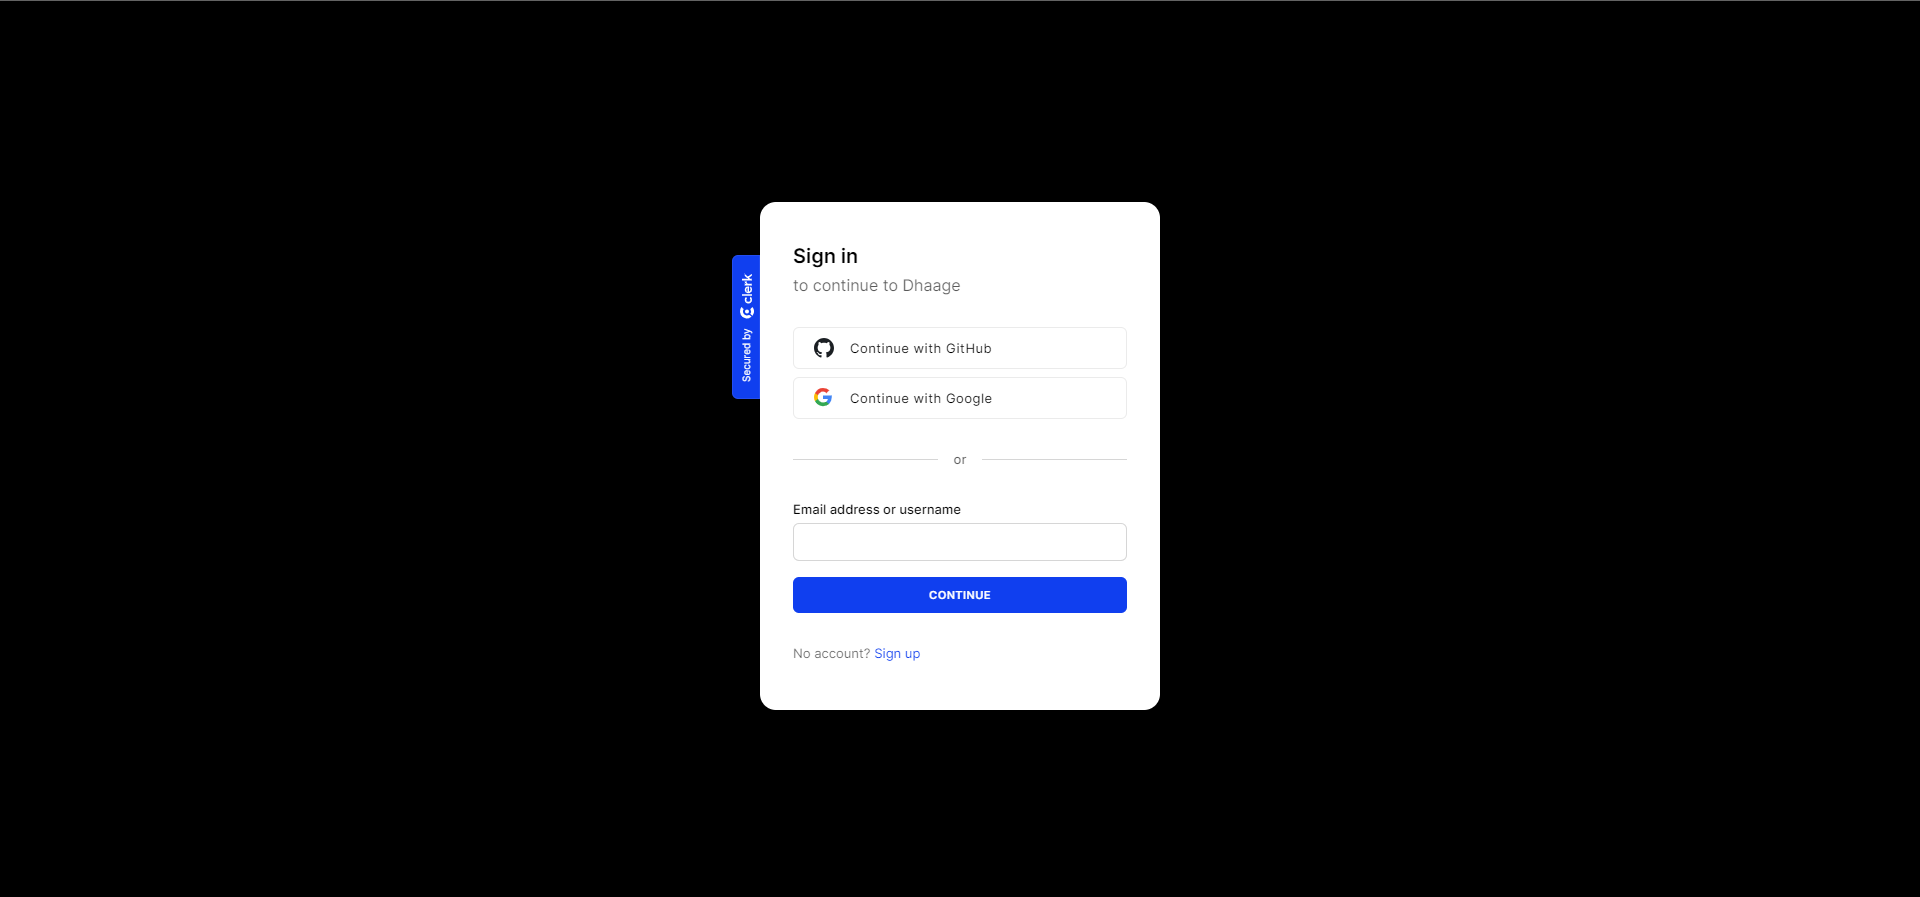 Sign in
to continue to Dhaage
Secured by clerk
Continue with GitHub
Continue with Google
or
Email address or username
CONTINUE
No account? Sign up